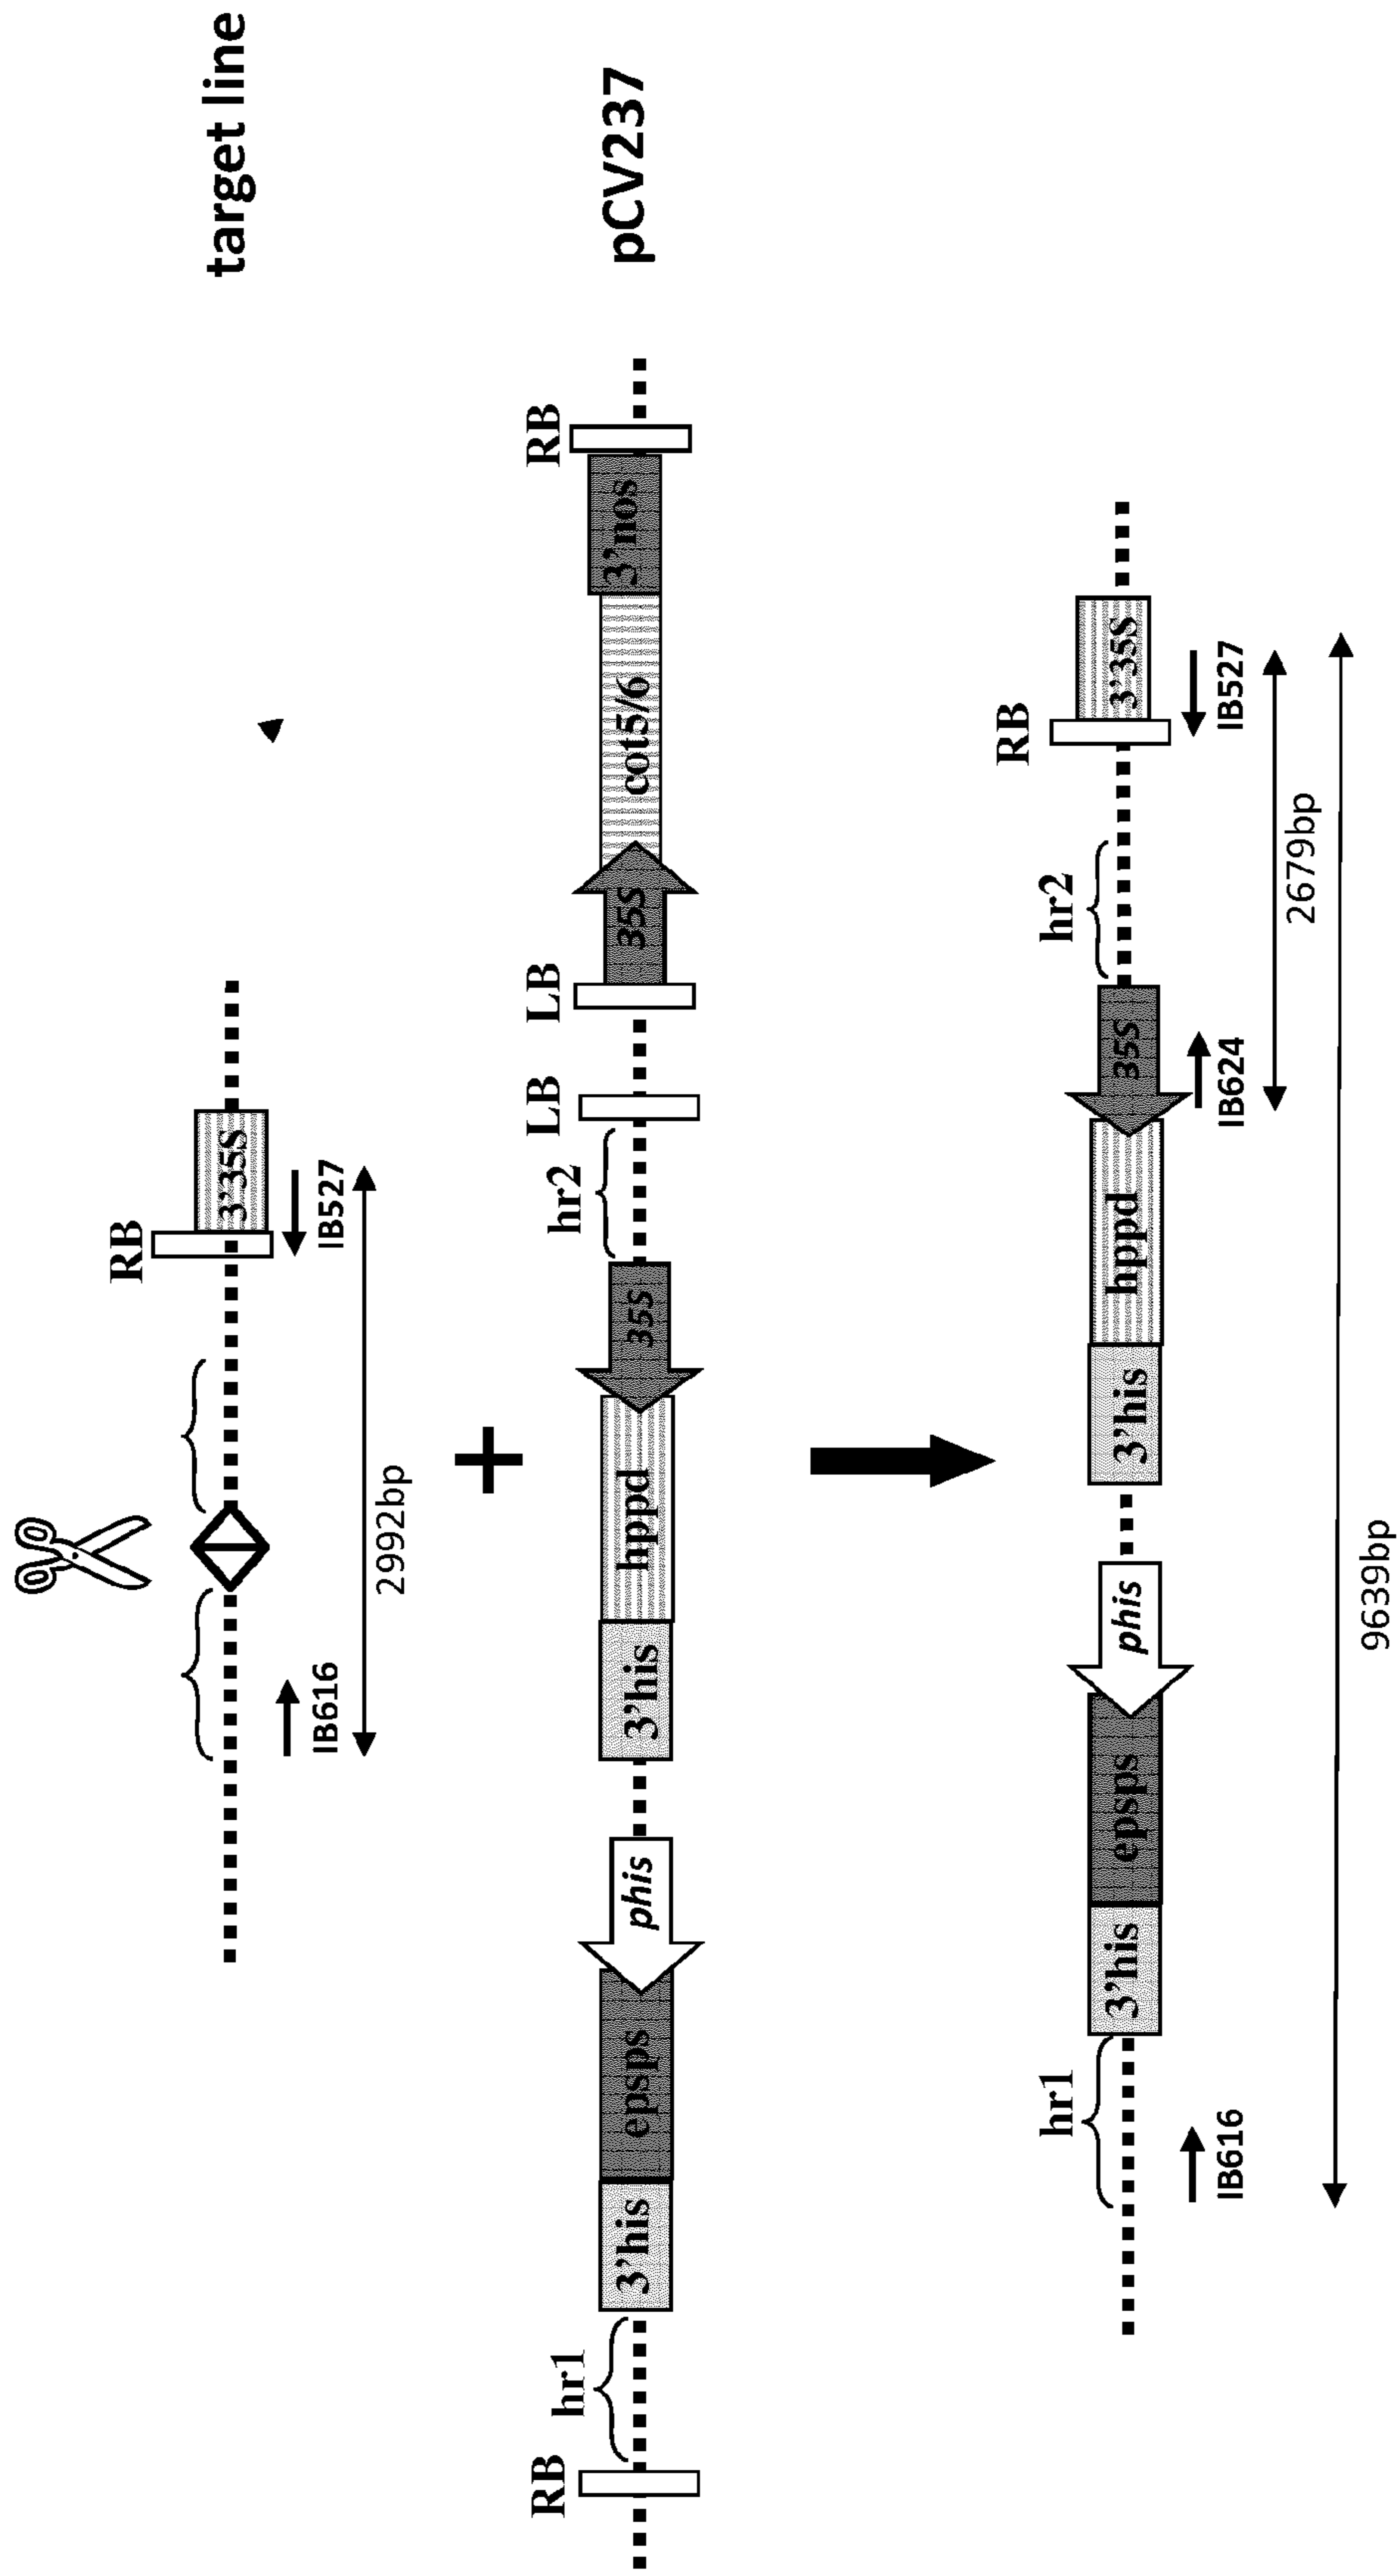 target line
RB
3'35S
IB616
IB527
2992bp
+
pCV237
RB
hr1
3'his
epsps
phis
3'his
hppd
35S
hr2
LB
LB
35S
cot5/6
3'nos
RB
hr1
3'his
epsps
phis
3'his
hppd
35S
hr2
RB
3'35S
IB616
IB624
IB527
2679bp
9639bp